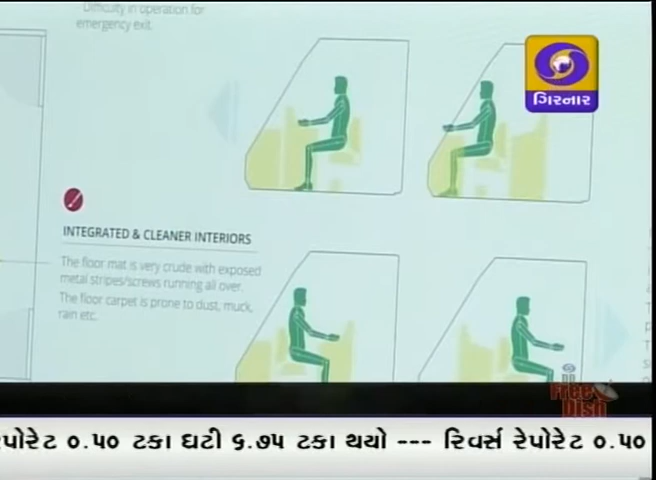 Difficulty in operation for
emergency exit.
ગિરનાર
INTEGRATED & CLEANER INTERIORS
The floor mat is very crude with exposed
metal stripes/screws running all over.
The floor carpet is prone to dust, muck,
rain etc.
Free
Dish
રેપોરેટ ૦.૫૦ ટકા ઘટી ૬.૭૫ ટકા થયો --- રિવર્સ રેપોરેટ ૦.૫૦